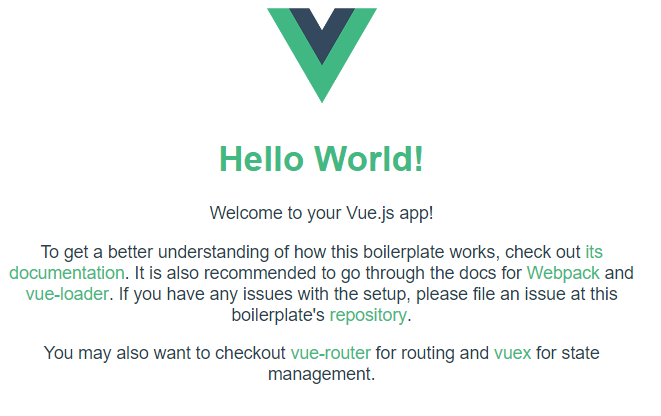 Hello World!
Welcome to your Vue.js app!
To get a better understanding of how this boilerplate works, check out its
documentation. It is also recommended to go through the docs for Webpack and
vue-loader. If you have any issues with the setup, please file an issue at this
boilerplate's repository.
You may also want to checkout vue-router for routing and vuex for state
management.